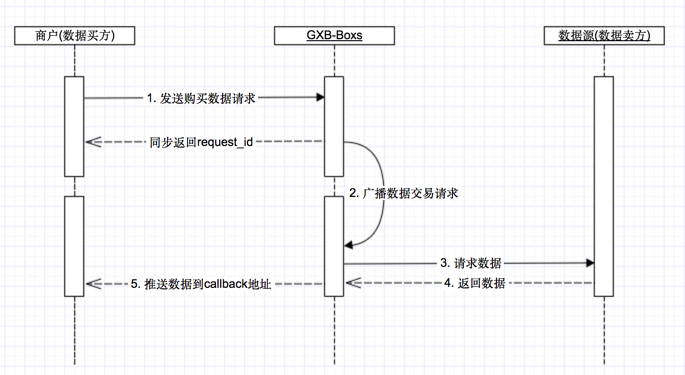 商户(数据买方)
GXB-Boxs
数据源(数据卖方)
1. 发送购买数据请求
同步返回request_id
2. 广播数据交易请求
3. 请求数据
4. 返回数据
5. 推送数据到callback地址